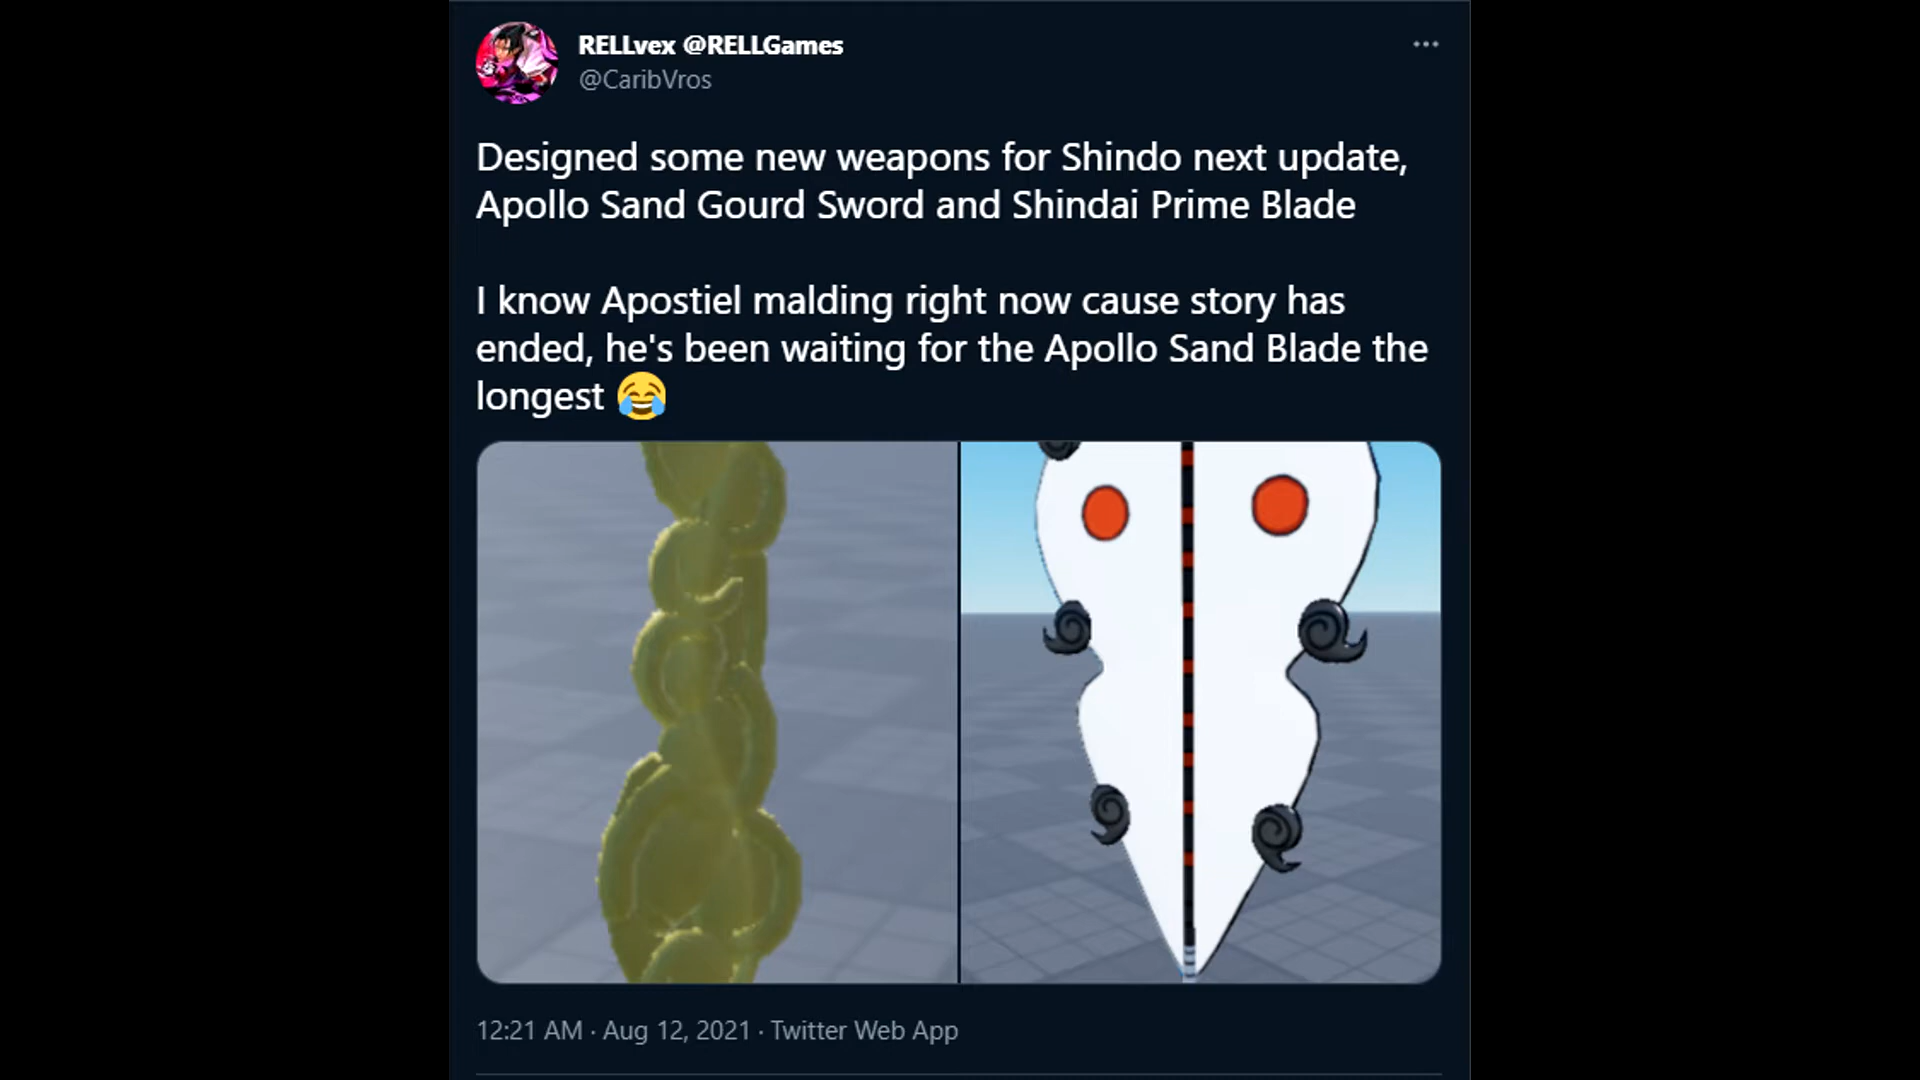 RELLvex @RELLGames
@CaribVros
Designed some new weapons for Shindo next update,
Apollo Sand Gourd Sword and Shindai Prime Blade
I know Apostiel malding right now cause story has
ended, he's been waiting for the Apollo Sand Blade the
longest 😂
12:21 AM · Aug 12, 2021 · Twitter Web App